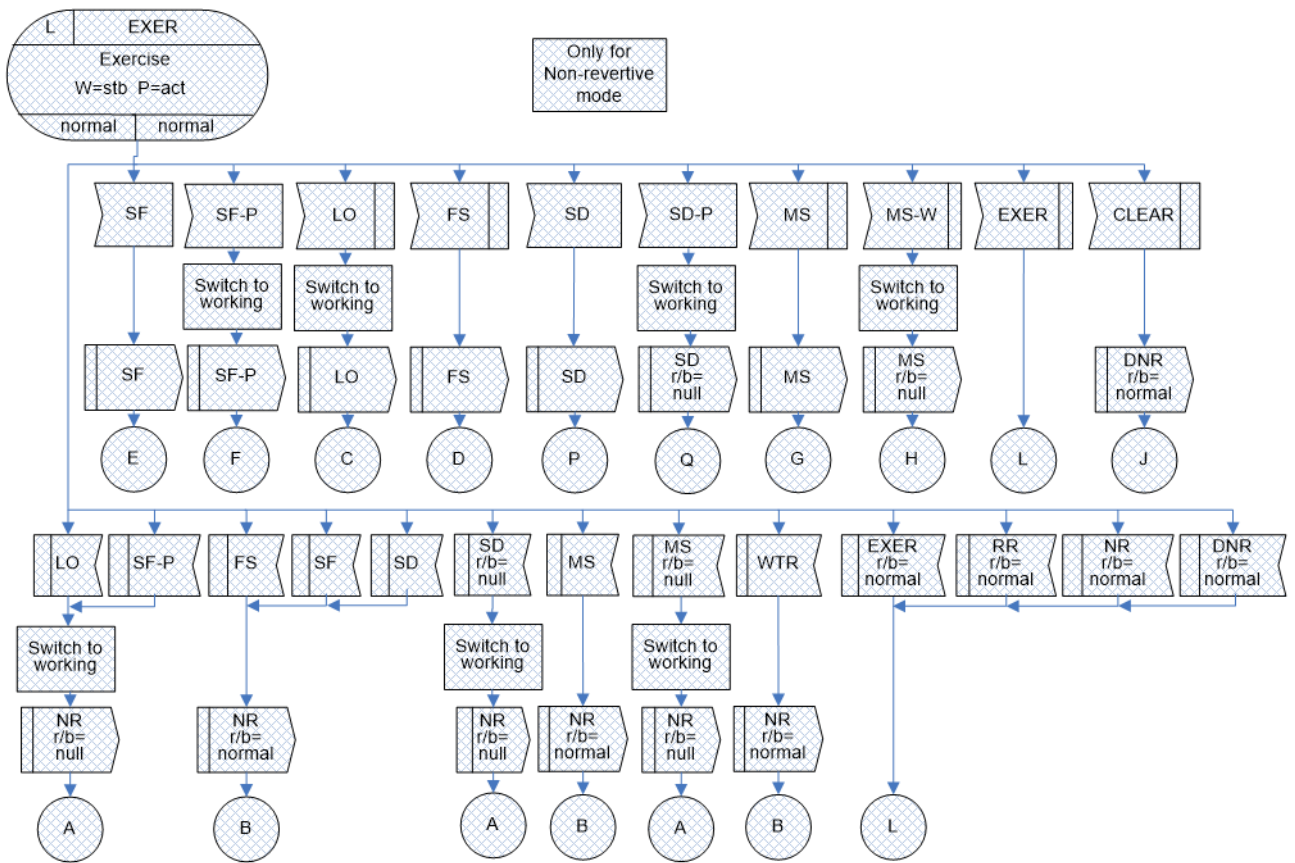 L EXER
Exercise
W=stb P=act
normal normal
Only for
Non-revertive
mode
SF SF-P LO FS SD SD-P MS MS-W EXER CLEAR
Switch to
working
Switch to
working
Switch to
working
Switch to
working
SF SF-P LO FS SD
SD
r/b=
null
MS
MS
r/b=
null
DNR
r/b=
normal
E F C D P Q G H L J
LO SF-P FS SF SD
SD
r/b=
null
MS
MS
r/b=
null
WTR
EXER
r/b=
normal
RR
r/b=
normal
NR
r/b=
normal
DNR
r/b=
normal
Switch to
working
Switch to
working
Switch to
working
NR
r/b=
null
NR
r/b=
normal
NR
r/b=
null
NR
r/b=
normal
NR
r/b=
null
NR
r/b=
normal
A B A B A B L